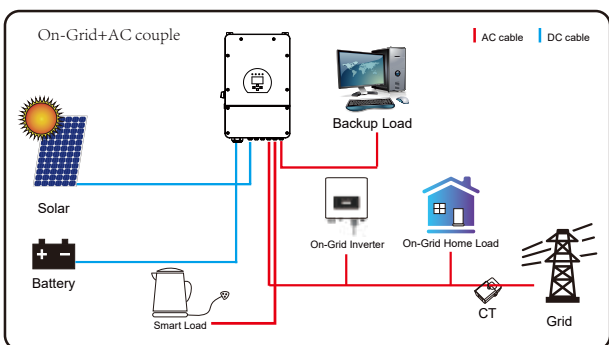 On-Grid+AC couple
AC cable
DC cable
Backup Load
Solar
On-Grid Inverter
On-Grid Home Load
Battery
Smart Load
CT
Grid